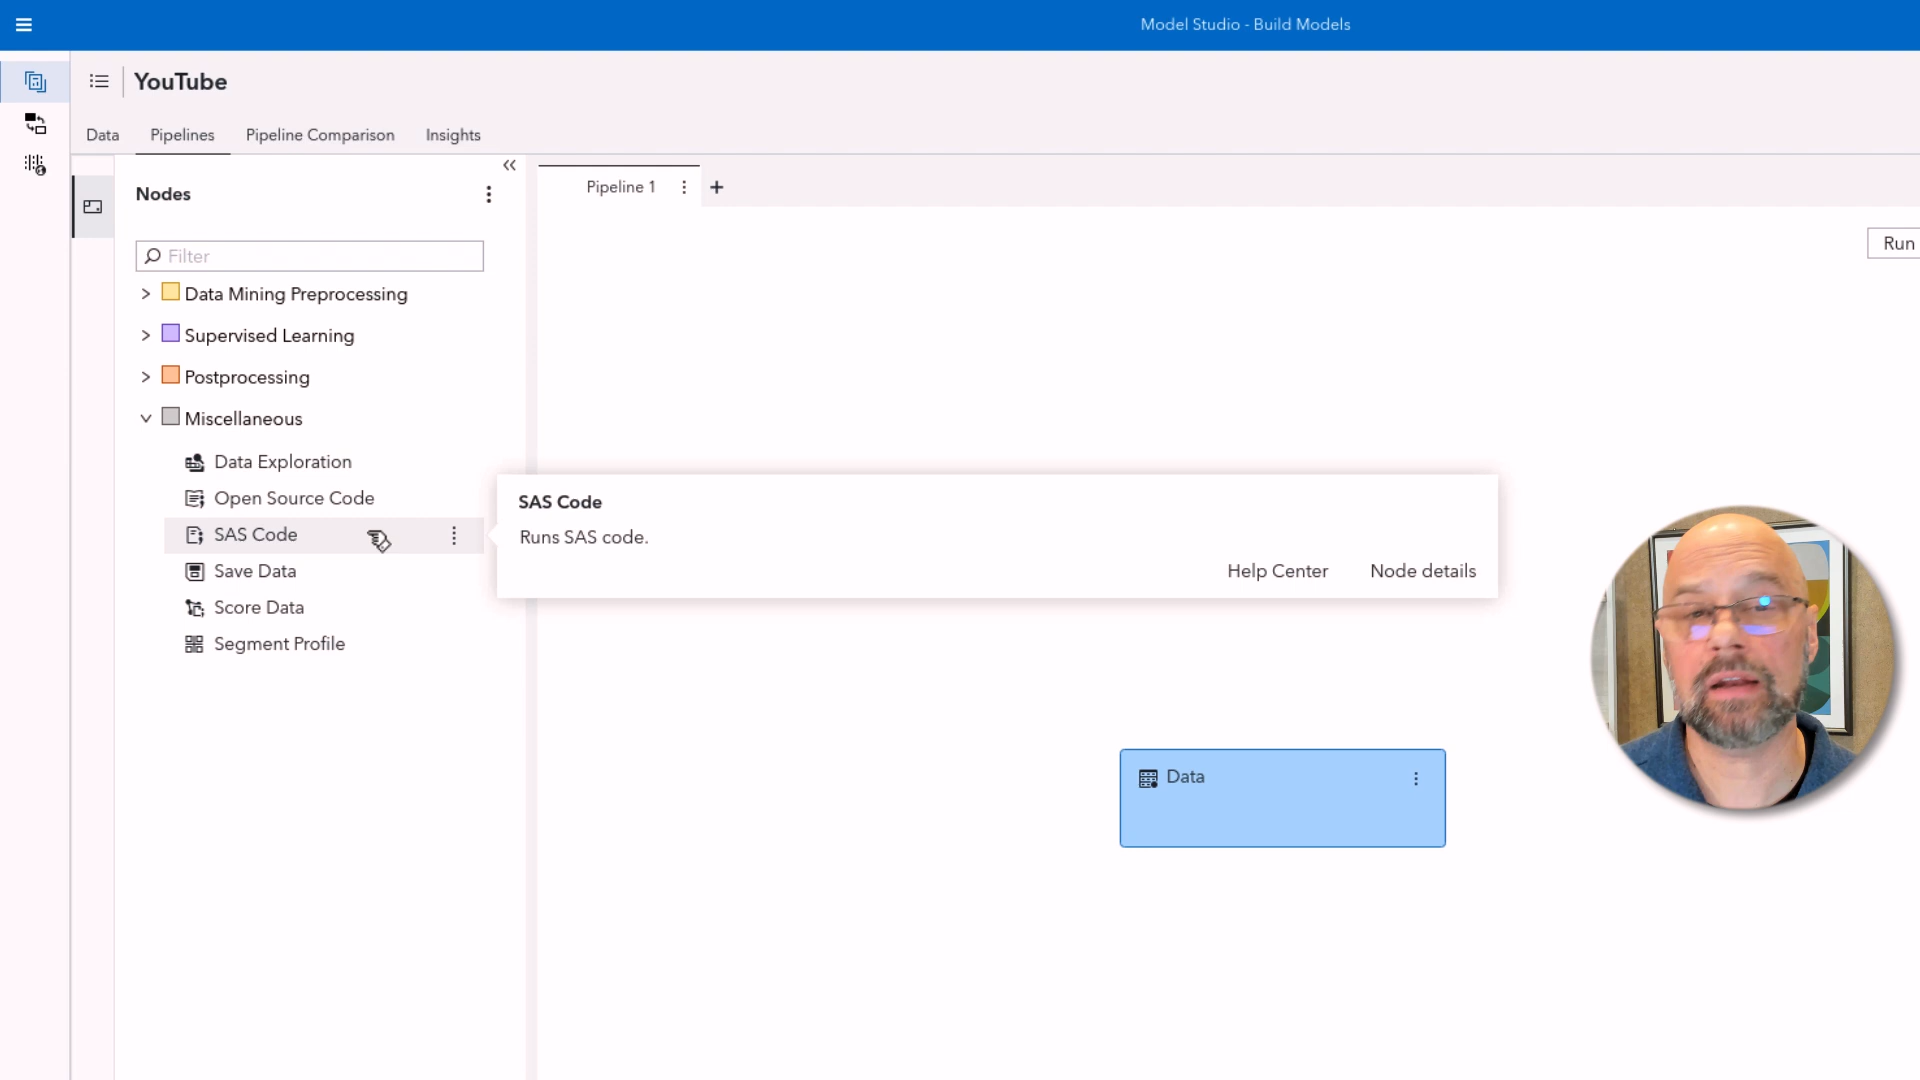 Model Studio - Build Models
YouTube
Data
Pipelines
Pipeline Comparison
Insights
Nodes
Pipeline 1
Filter
Run
Data Mining Preprocessing
Supervised Learning
Postprocessing
Miscellaneous
Data Exploration
Open Source Code
SAS Code
Save Data
Score Data
Segment Profile
SAS Code
Runs SAS code.
Help Center
Node details
Data